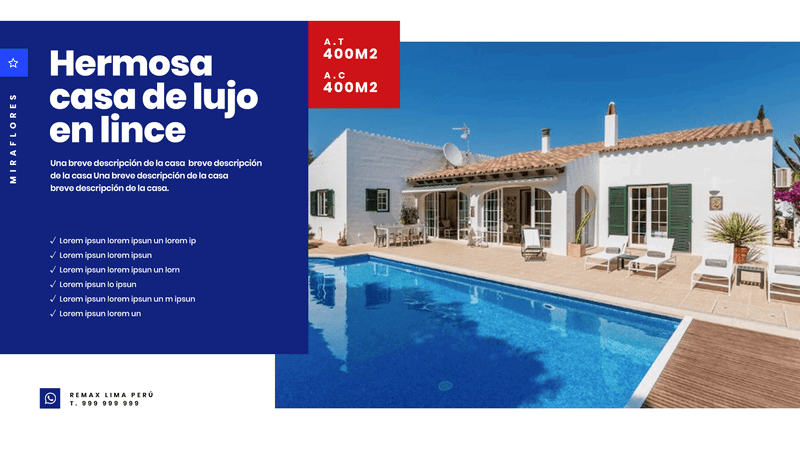 MIRAFLORES
Hermosa
casa de lujo
en lince
Una breve descripción de la casa breve descripción
de la casa Una breve descripción de la casa
breve descripción de la casa.
✓ Lorem ipsun lorem ipsun un lorem ip
✓ Lorem ipsun lorem ipsun
✓ Lorem ipsun lorem ipsun un lorn
✓ Lorem ipsun lo ipsun
✓ Lorem ipsun lorem ipsun un m ipsun
✓ Lorem ipsun lorem un
A.T
400M2
A.C
400M2
REMAX LIMA PERÚ
T. 999 999 999